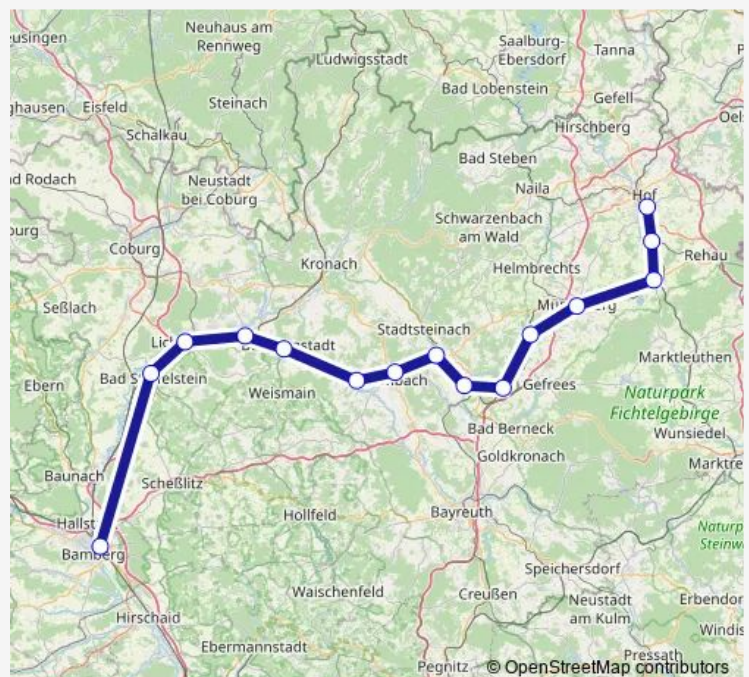 Neuhaus am
Rennweg
eusingen
Saalburg-
Ebersdorf
Tanna
Ludwigsstadt
Bad Lobenstein
ghausen
Eisfeld
Steinach
Gefell
Oels
Schalkau
Hirschberg
Bad Steben
d Rodach
Neustadt
bei Coburg
Naila
Hof
Schwarzenbach
am Wald
burg
Coburg
Kronach
Rehau
Helmbrechts
Seßlach
Stadtsteinach
Marktleuthen
Ebern
Weismain
Gefrees
Naturpark
Fichtelgebirge
Bad Berneck
Wunsiedel
Goldkronach
Marktre
Baunach
Scheßlitz
Hallst
Hollfeld
Bayreuth
Naturp
Steinw
Bamberg
Speichersdorf
Waischenfeld
Creußen
Neustadt
am Kulm
Erbendor
Hirschaid
Windis
Ebermannstadt
Pressath
Pegnitz
© OpenStreetMap contributors